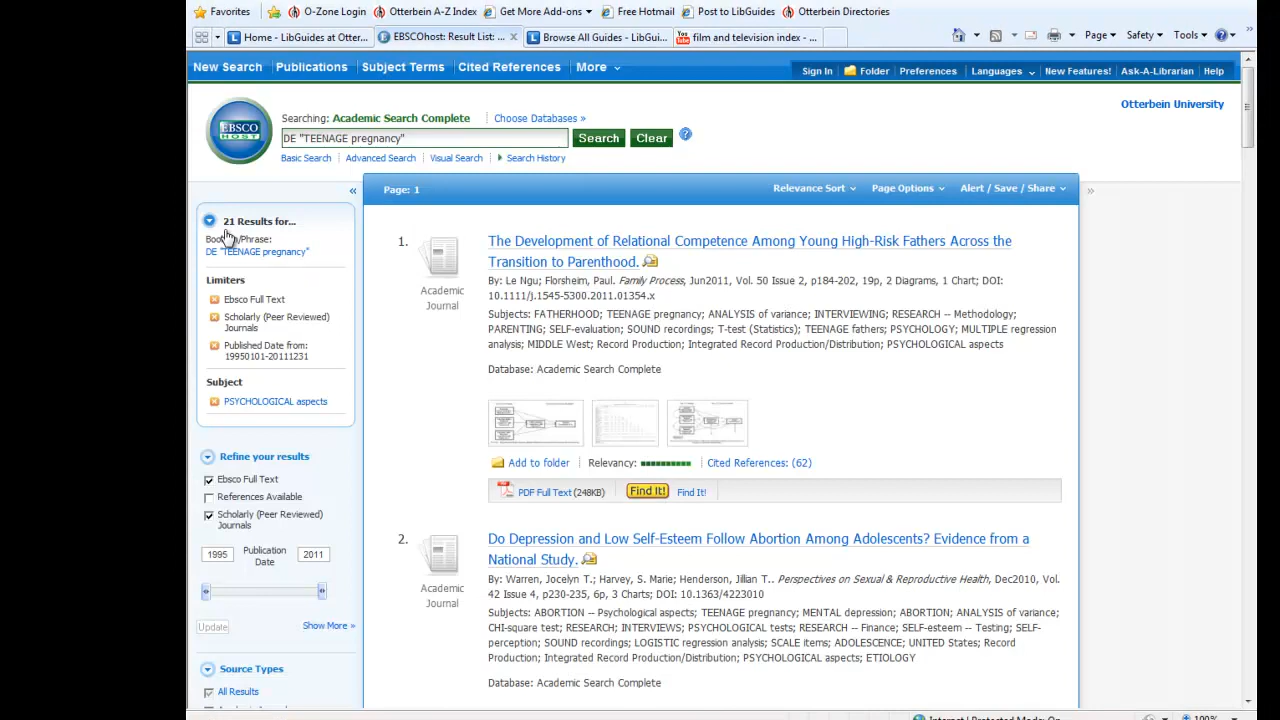 Favorites O-Zone Login Otterbein A-Z Index Get More Add-ons Free Hotmail Post to LibGuides Otterbein Directories
Home - LibGuides at Otter... EBSCOhost: Result List: ... x Browse All Guides - LibGui... film and television index - ... Page Safety Tools
New Search Publications Subject Terms Cited References More Sign In Folder Preferences Languages New Features! Ask-A-Librarian Help
Otterbein University
EBSCO
HOST
Searching: Academic Search Complete Choose Databases »
DE "TEENAGE pregnancy" Search Clear ?
Basic Search Advanced Search Visual Search Search History
« Page: 1 Relevance Sort Page Options Alert / Save / Share »
21 Results for...
/Phrase:
DE "TEENAGE pregnancy"
Limiters
Ebsco Full Text
Scholarly (Peer Reviewed)
Journals
Published Date from:
19950101-20111231
Subject
PSYCHOLOGICAL aspects
Refine your results
Ebsco Full Text
References Available
Scholarly (Peer Reviewed)
Journals
1995 Publication Date 2011
Update Show More »
Source Types
All Results
1. The Development of Relational Competence Among Young High-Risk Fathers Across the
Transition to Parenthood.
Academic
Journal
By: Le Ngu; Florsheim, Paul. Family Process, Jun2011, Vol. 50 Issue 2, p184-202, 19p, 2 Diagrams, 1 Chart; DOI:
10.1111/j.1545-5300.2011.01354.x
Subjects: FATHERHOOD; TEENAGE pregnancy; ANALYSIS of variance; INTERVIEWING; RESEARCH -- Methodology;
PARENTING; SELF-evaluation; SOUND recordings; T-test (Statistics); TEENAGE fathers; PSYCHOLOGY; MULTIPLE regression
analysis; MIDDLE West; Record Production; Integrated Record Production/Distribution; PSYCHOLOGICAL aspects
Database: Academic Search Complete
Add to folder Relevancy: Cited References: (62)
PDF Full Text (248KB) Find It! Find It!
2. Do Depression and Low Self-Esteem Follow Abortion Among Adolescents? Evidence from a
National Study.
Academic
Journal
By: Warren, Jocelyn T.; Harvey, S. Marie; Henderson, Jillian T.. Perspectives on Sexual & Reproductive Health, Dec2010, Vol.
42 Issue 4, p230-235, 6p, 3 Charts; DOI: 10.1363/4223010
Subjects: ABORTION -- Psychological aspects; TEENAGE pregnancy; MENTAL depression; ABORTION; ANALYSIS of variance;
CHI-square test; RESEARCH; INTERVIEWS; PSYCHOLOGICAL tests; RESEARCH -- Finance; SELF-esteem -- Testing; SELF-
perception; SOUND recordings; LOGISTIC regression analysis; SCALE items; ADOLESCENCE; UNITED States; Record
Production; Integrated Record Production/Distribution; PSYCHOLOGICAL aspects; ETIOLOGY
Database: Academic Search Complete
Internet | Protected Mode: On 100%